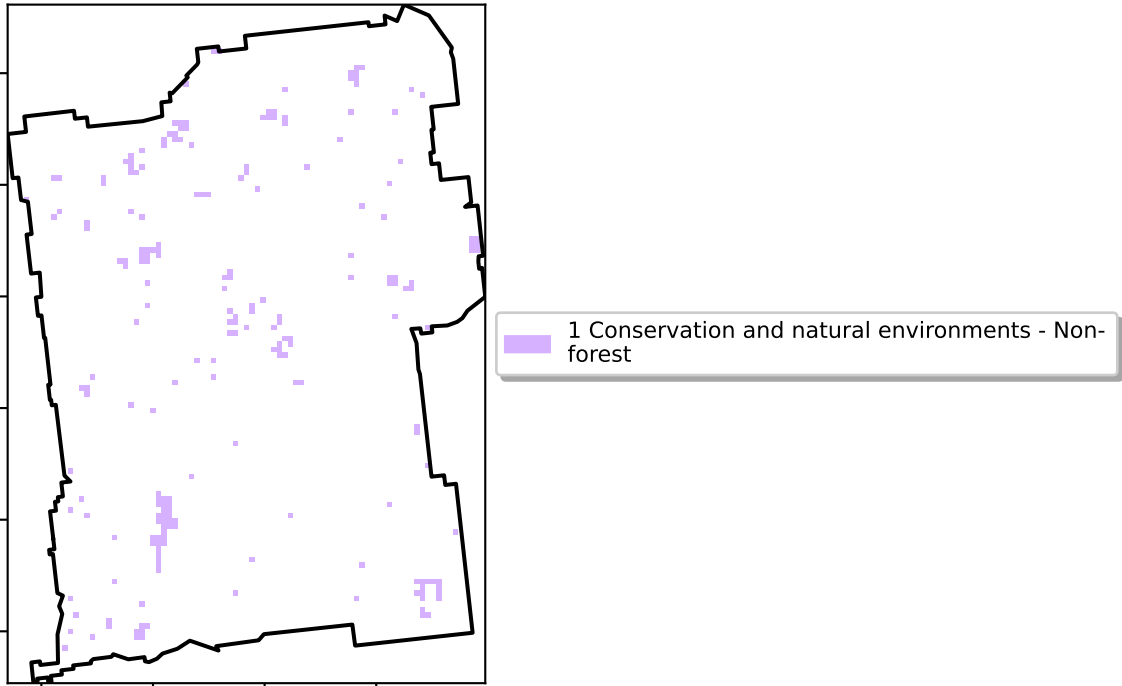 1 Conservation and natural environments - Non-
forest